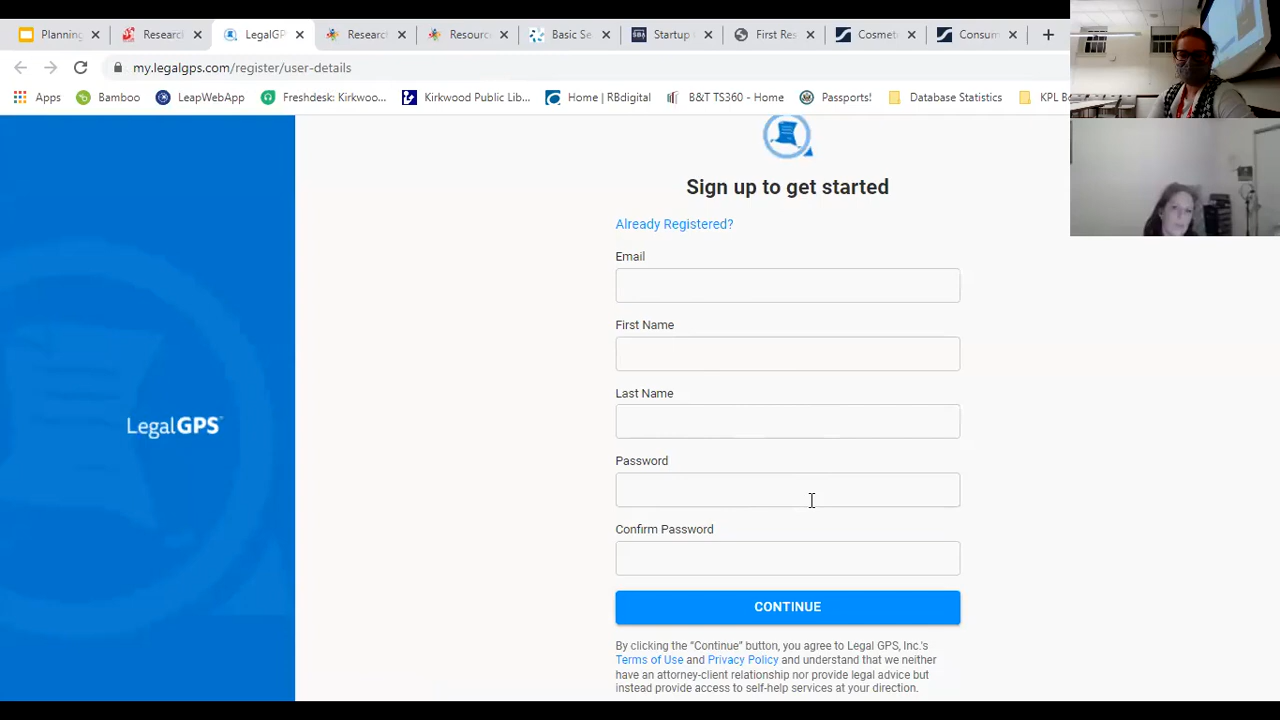 Planning
Research
LegalGP
Researc
Resourc
Basic Se
Startup
First Res
Cosmet
Consum
my.legalgps.com/register/user-details
Apps
Bamboo
LeapWebApp
Freshdesk: Kirkwoo...
Kirkwood Public Lib...
Home | RBdigital
B&T TS360 - Home
Passports!
Database Statistics
KPL B
Sign up to get started
Already Registered?
Email
First Name
Last Name
LegalGPS
Password
Confirm Password
CONTINUE
By clicking the “Continue” button, you agree to Legal GPS, Inc.'s
Terms of Use and Privacy Policy and understand that we neither
have an attorney-client relationship nor provide legal advice but
instead provide access to self-help services at your direction.